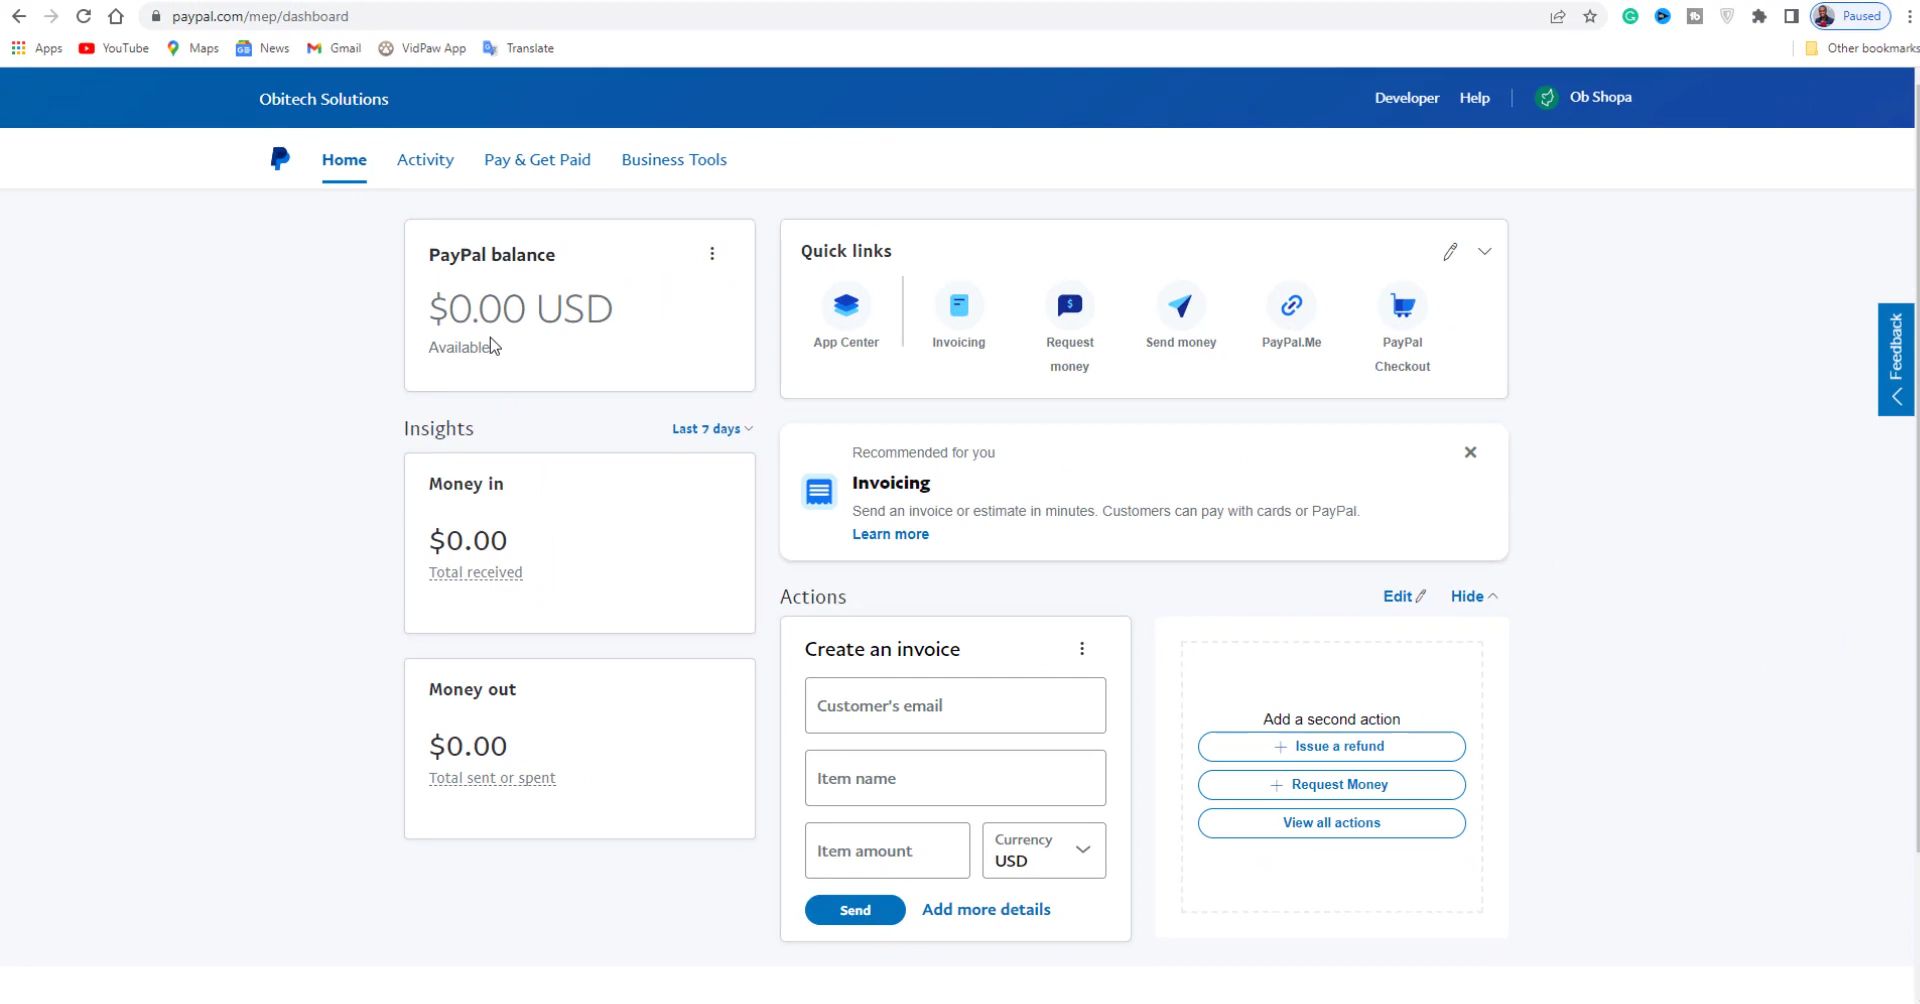 paypal.com/mep/dashboard
Paused
Apps
YouTube
Maps
News
Gmail
VidPaw App
Translate
Other bookmarks
Obitech Solutions
Developer
Help
Ob Shopa
Home
Activity
Pay & Get Paid
Business Tools
PayPal balance
$0.00 USD
Available
Quick links
App Center
Invoicing
Request
money
Send money
PayPal.Me
PayPal
Checkout
Feedback
Insights
Last 7 days
Money in
$0.00
Total received
Money out
$0.00
Total sent or spent
Recommended for you
Invoicing
Send an invoice or estimate in minutes. Customers can pay with cards or PayPal.
Learn more
Actions
Edit
Hide
Create an invoice
Customer's email
Item name
Item amount
Currency
USD
Send
Add more details
Add a second action
Issue a refund
Request Money
View all actions